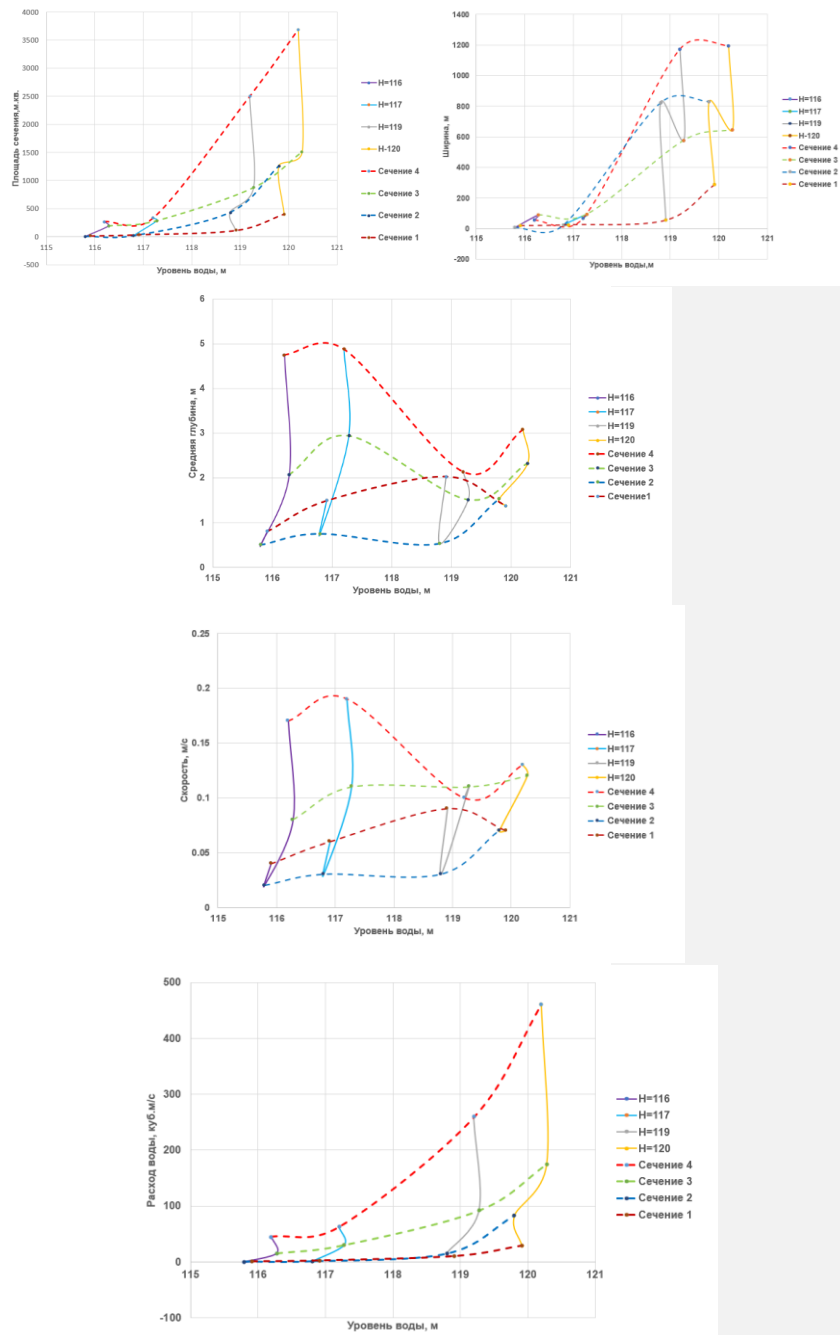 4000
3500
3000
2500
2000
1500
1000
500
0
-500
Площадь сечения,м.кв.
115 116 117 118 119 120 121
Уровень воды, м
H=116
H=117
H=119
H-120
Сечение 4
Сечение 3
Сечение 2
Сечение 1
1400
1200
1000
800
600
400
200
0
-200
Ширина, м
115 116 117 118 119 120 121
Уровень воды,м
H=116
H=117
H=119
H-120
Сечение 4
Сечение 3
Сечение 2
Сечение 1
6
5
4
3
2
1
0
Средняя глубина, м
115 116 117 118 119 120 121
Уровень воды, м
H=116
H=117
H=119
H=120
Сечение 4
Сечение 3
Сечение 2
Сечение1
0.25
0.2
0.15
0.1
0.05
0
Скорость, м/с
115 116 117 118 119 120 121
Уровень воды, м
H=116
H=117
H=119
H=120
Сечение 4
Сечение 3
Сечение 2
Сечение 1
500
400
300
200
100
0
-100
Расход воды, куб.м/с
115 116 117 118 119 120 121
Уровень воды, м
H=116
H=117
H=119
H=120
Сечение 4
Сечение 3
Сечение 2
Сечение 1